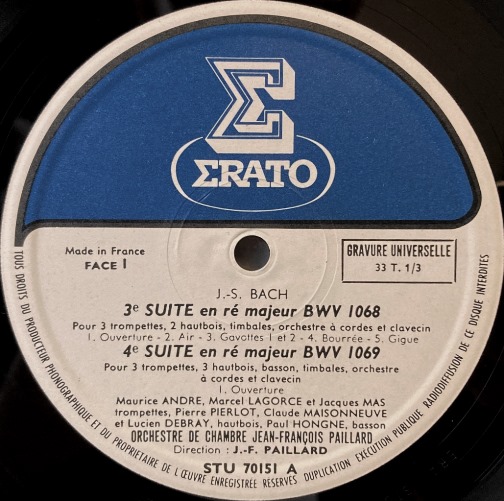 ΣRATO
Made in France
FACE 1
GRAVURE UNIVERSELLE
33 T. 1/3
J.-S. BACH
3e SUITE en ré majeur BWV 1068
Pour 3 trompettes, 2 hautbois, timbales, orchestre à cordes et clavecin
1. Ouverture - 2. Air - 3. Gavottes 1 et 2 - 4. Bourrée - 5. Gigue
4e SUITE en ré majeur BWV 1069
Pour 3 trompettes, 3 hautbois, basson, timbales, orchestre
à cordes et clavecin
1. Ouverture
Maurice ANDRE, Marcel LAGORCE et Jacques MAS
trompettes, Pierre PIERLOT, Claude MAISONNEUVE
et Lucien DEBRAY, hautbois, Paul HONGNE, basson
ORCHESTRE DE CHAMBRE JEAN-FRANÇOIS PAILLARD
Direction : J.-F. PAILLARD
STU 70151 A
TOUS DROITS DU PRODUCTEUR PHONOGRAPHIQUE ET DU PROPRIETAIRE DE L'ŒUVRE ENREGISTREE RESERVES DUPLICATION EXECUTION PUBLIQUE RADIODIFFUSION DE CE DISQUE INTERDITES